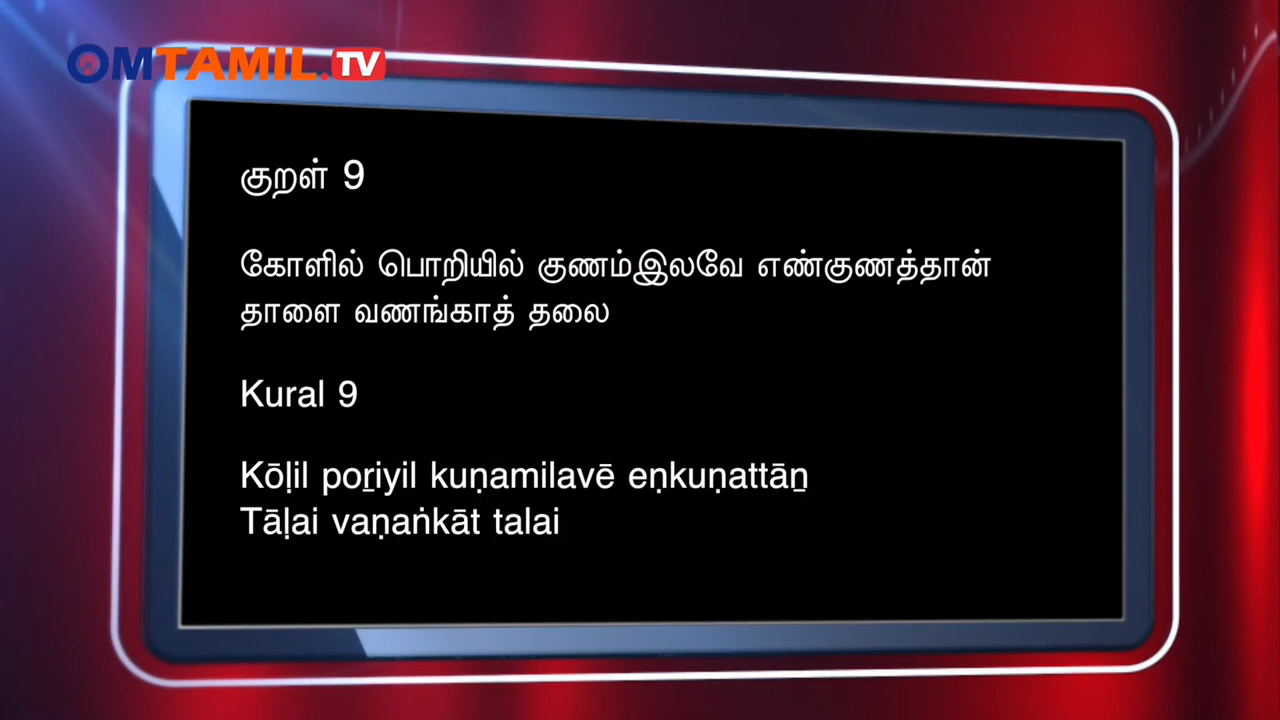 OMTAMIL.TV
குறள் 9
கோளில் பொறியில் குணம்இலவே எண்குணத்தான்
தாளை வணங்காத் தலை
Kural 9
Kōḷil poṟiyil kuṇamilavē eṇkuṇattāṉ
Tāḷai vaṇaṅkāt talai